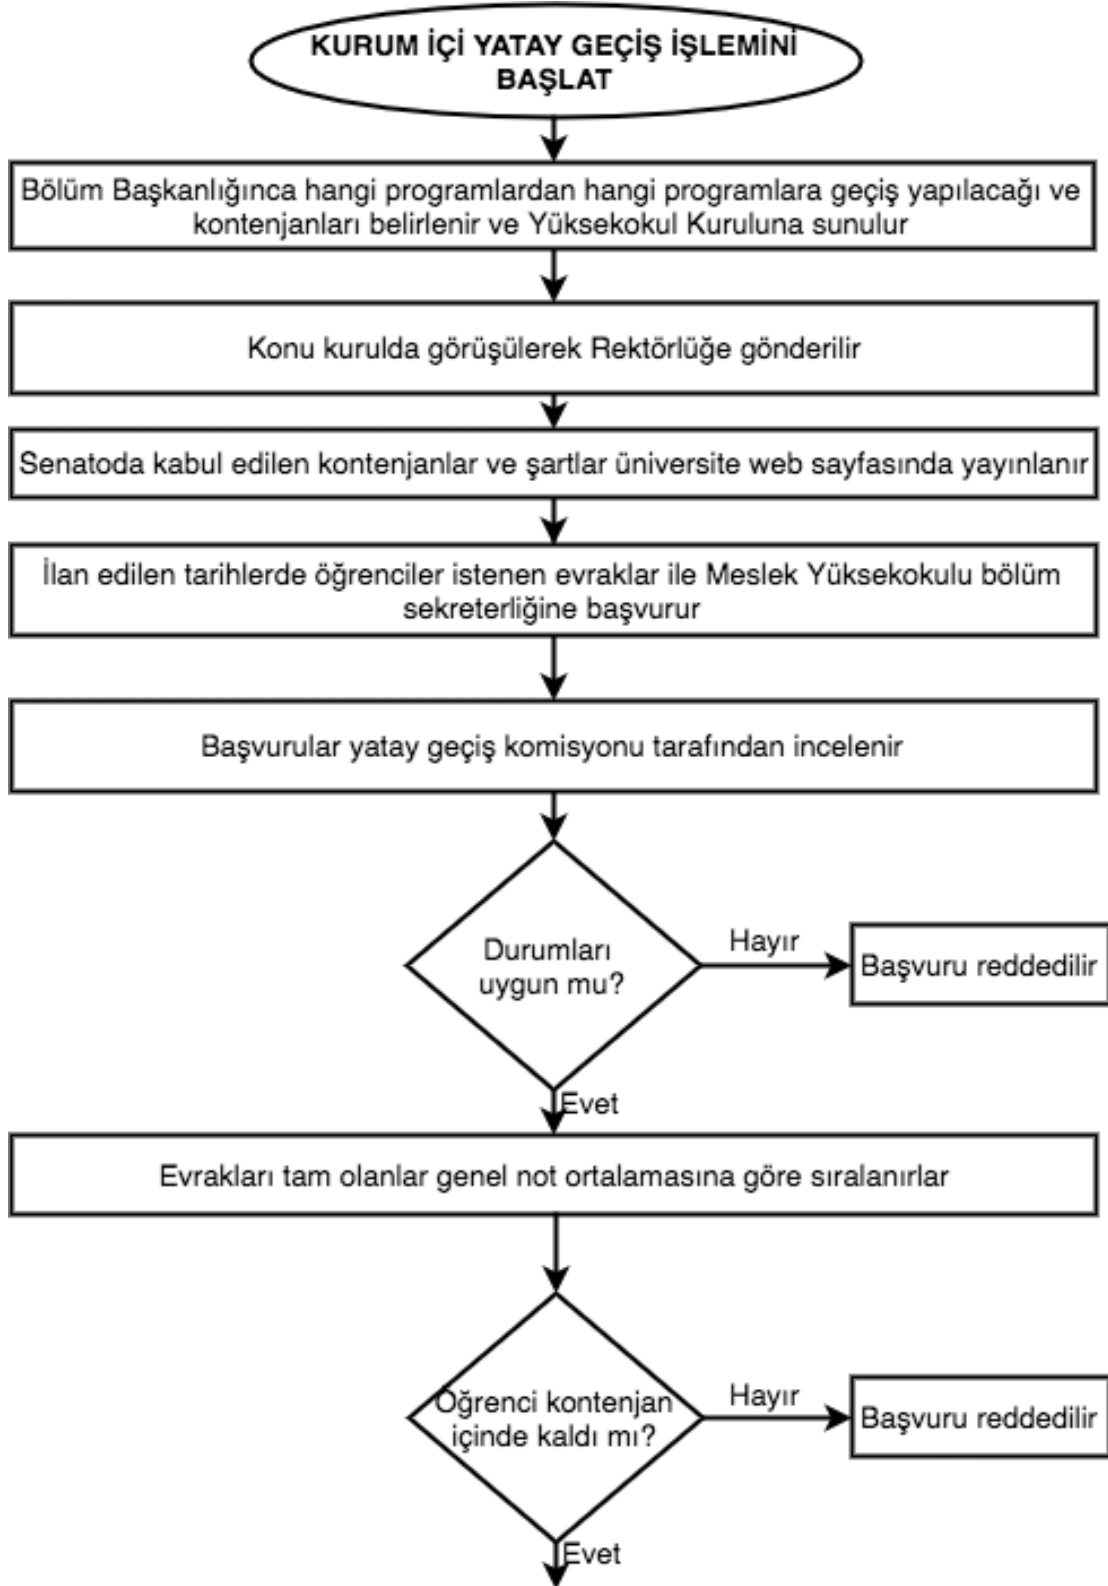 KURUM İÇİ YATAY GEÇİŞ İŞLEMİNİ
BAŞLAT
Bölüm Başkanlığınca hangi programlardan hangi programlara geçiş yapılacağı ve
kontenjanları belirlenir ve Yüksekokul Kuruluna sunulur
Konu kurulda görüşülerek Rektörlüğe gönderilir
Senatoda kabul edilen kontenjanlar ve şartlar üniversite web sayfasında yayınlanır
İlan edilen tarihlerde öğrenciler istenen evraklar ile Meslek Yüksekokulu bölüm
sekreterliğine başvurur
Başvurular yatay geçiş komisyonu tarafından incelenir
Durumları
uygun mu?
Hayır
Başvuru reddedilir
Evet
Evrakları tam olanlar genel not ortalamasına göre sıralanırlar
Öğrenci kontenjan
içinde kaldı mı?
Hayır
Başvuru reddedilir
Evet